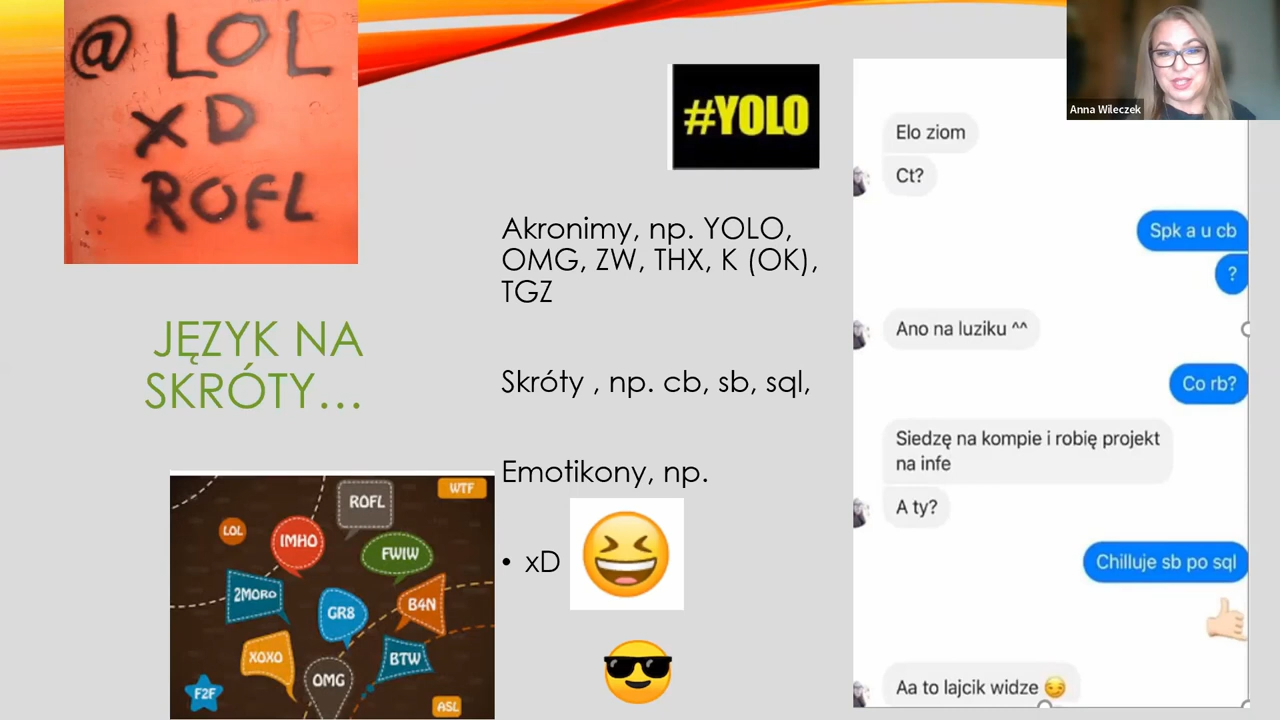 @ LOL
XD
ROFL
#YOLO
Anna Wileczek
JĘZYK NA
SKRÓTY…
Akronimy, np. YOLO,
OMG, ZW, THX, K (OK),
TGZ
Skróty , np. cb, sb, sql,
Emotikony, np.
• xD
ROFL
WTF
LOL
IMHO
FWIW
2MORO
GR8
B4N
XOXO
OMG
BTW
F2F
ASL
Elo ziom
Ct?
Spk a u cb
?
Ano na luziku ^^
Co rb?
Siedzę na kompie i robię projekt
na infe
A ty?
Chilluje sb po sql
Aa to lajcik widze 😏